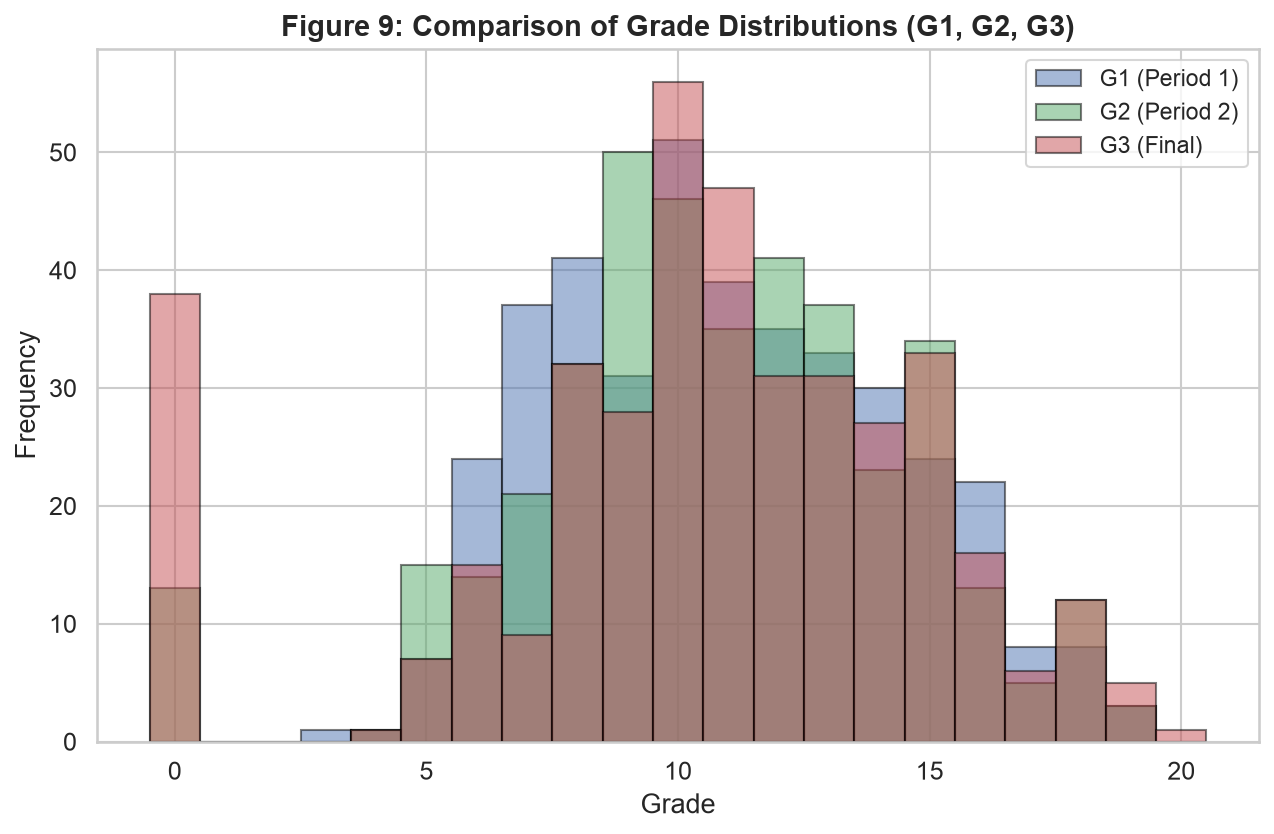 Figure 9: Comparison of Grade Distributions (G1, G2, G3)
G1 (Period 1)
G2 (Period 2)
G3 (Final)
50
40
30
20
10
0
Frequency
0 5 10 15 20
Grade